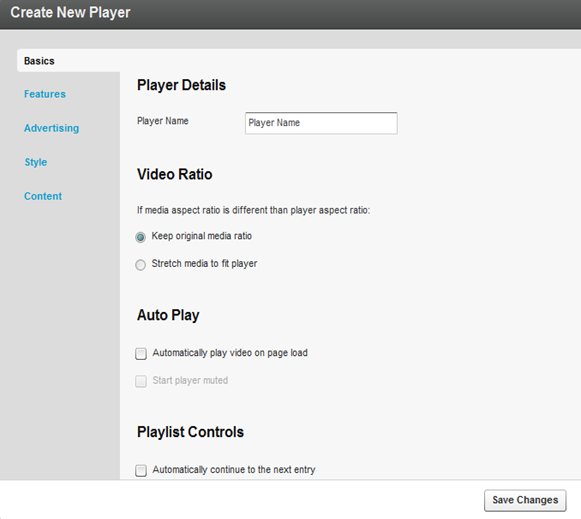 Create New Player
Basics
Features
Advertising
Style
Content
Player Details
Player Name
Player Name
Video Ratio
If media aspect ratio is different than player aspect ratio:
Keep original media ratio
Stretch media to fit player
Auto Play
Automatically play video on page load
Start player muted
Playlist Controls
Automatically continue to the next entry
Save Changes